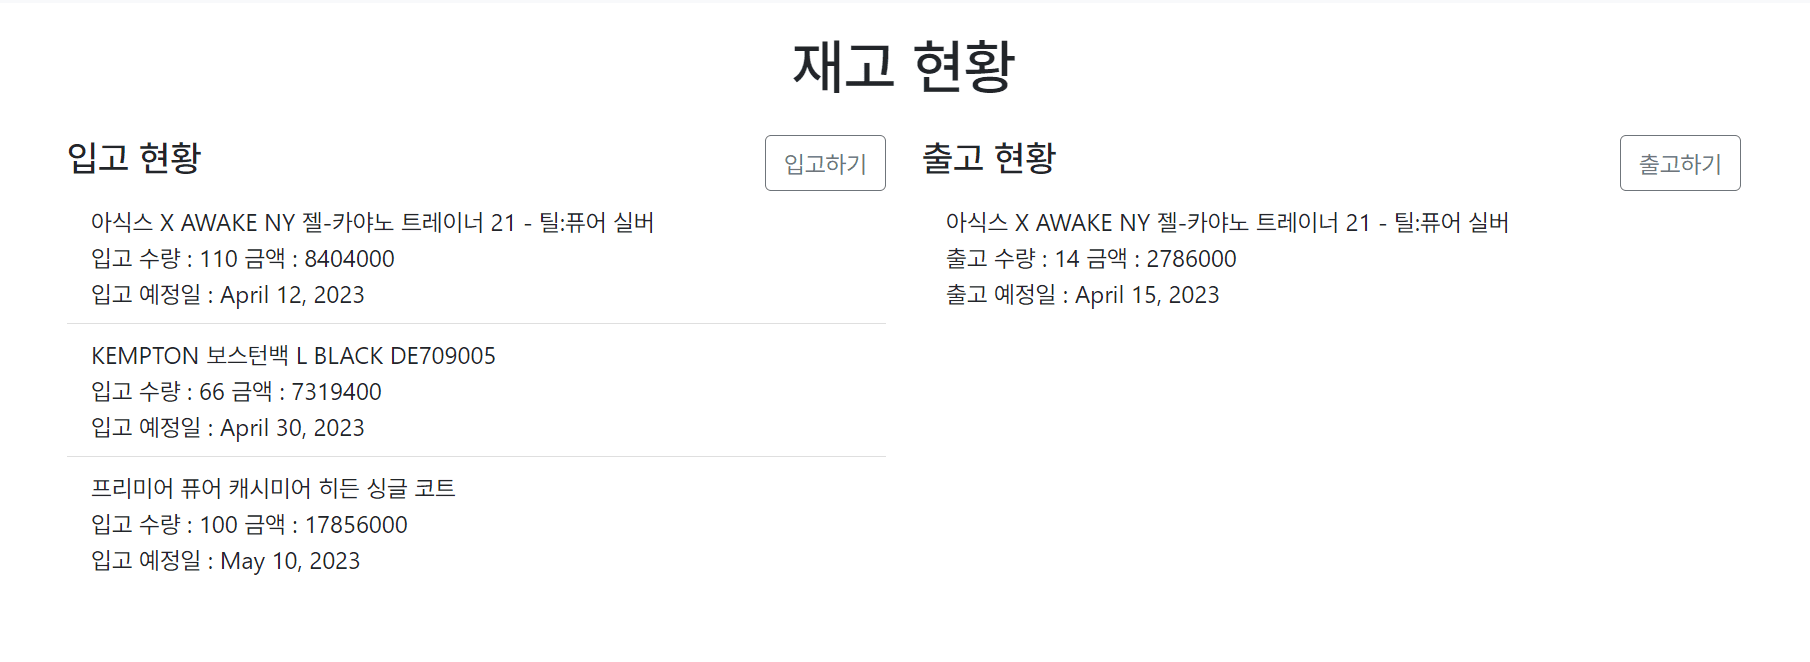 재고 현황
입고 현황
입고하기
아식스 X AWAKE NY 젤-카야노 트레이너 21 - 틸:퓨어 실버
입고 수량 : 110 금액 : 8404000
입고 예정일 : April 12, 2023
KEMPTON 보스턴백 L BLACK DE709005
입고 수량 : 66 금액 : 7319400
입고 예정일 : April 30, 2023
프리미어 퓨어 캐시미어 히든 싱글 코트
입고 수량 : 100 금액 : 17856000
입고 예정일 : May 10, 2023
출고 현황
출고하기
아식스 X AWAKE NY 젤-카야노 트레이너 21 - 틸:퓨어 실버
출고 수량 : 14 금액 : 2786000
출고 예정일 : April 15, 2023